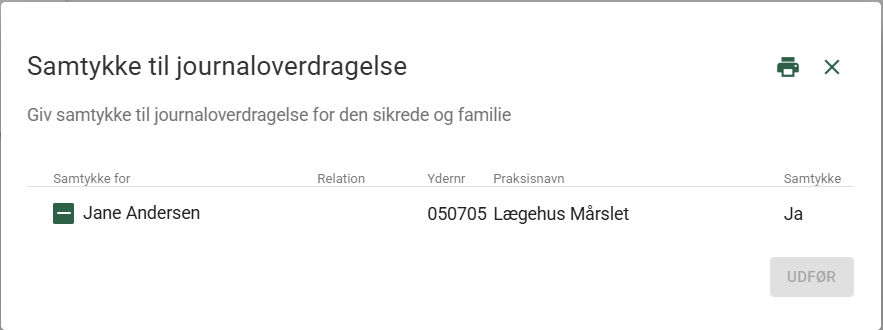 Samtykke til journaloverdragelse
Giv samtykke til journaloverdragelse for den sikrede og familie
Samtykke for Relation Ydernr Praksisnavn Samtykke
Jane Andersen 050705 Lægehus Mårslet Ja
UDFØR